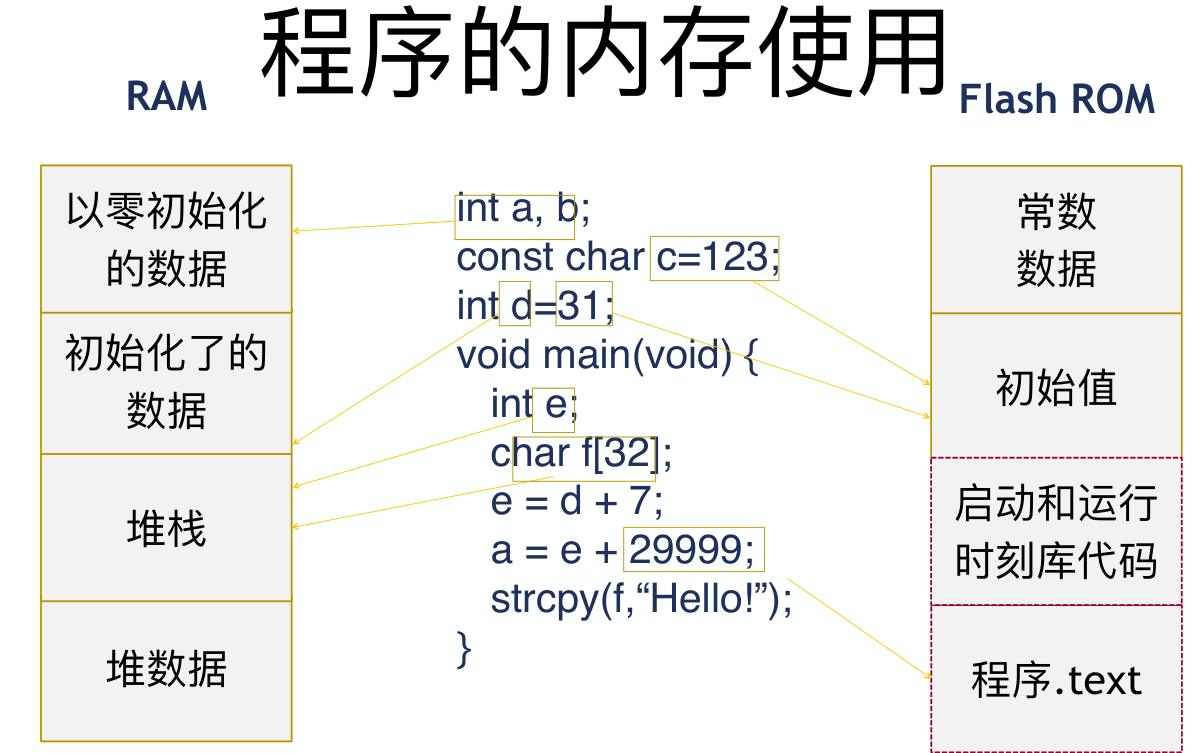 程序的内存使用
RAM
以零初始化
的数据
初始化了的
数据
堆栈
堆数据
int a, b;
const char c=123;
int d=31;
void main(void) {
int e;
char f[32];
e = d + 7;
a = e + 29999;
strcpy(f,“Hello!”);
}
Flash ROM
常数
数据
初始值
启动和运行
时刻库代码
程序.text